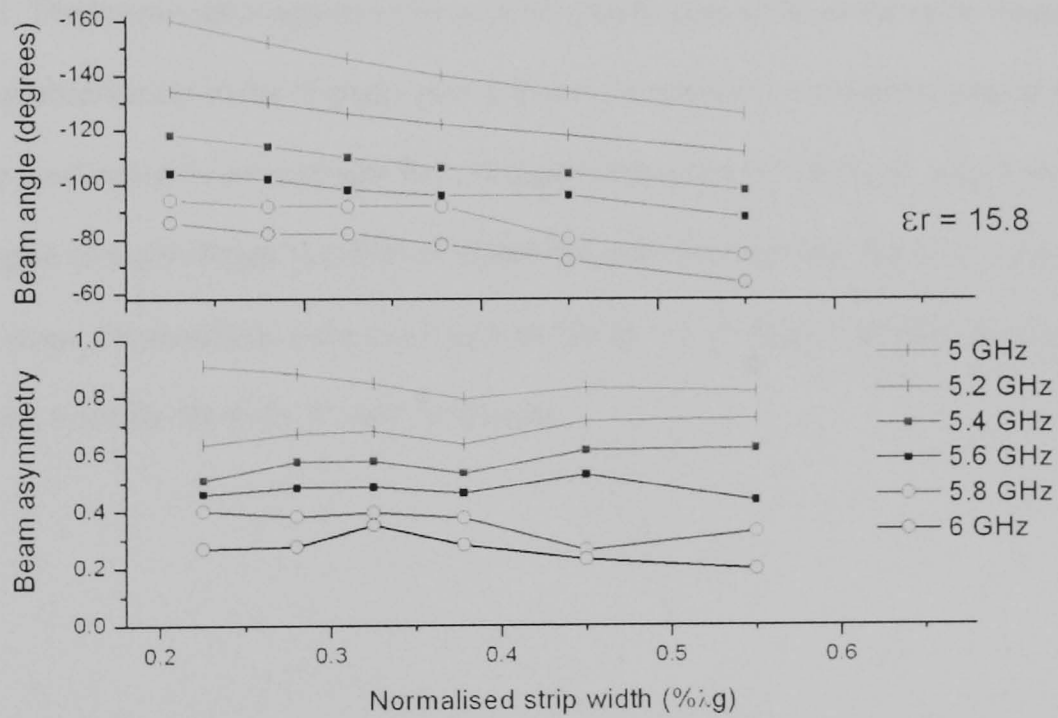 Beam angle (degrees)
-160
-140
-120
-100
-80
-60
εr = 15.8
Beam asymmetry
1.0
0.8
0.6
0.4
0.2
0.0
0.2
0.3
0.4
0.5
0.6
Normalised strip width (%λg)
5 GHz
5.2 GHz
5.4 GHz
5.6 GHz
5.8 GHz
6 GHz